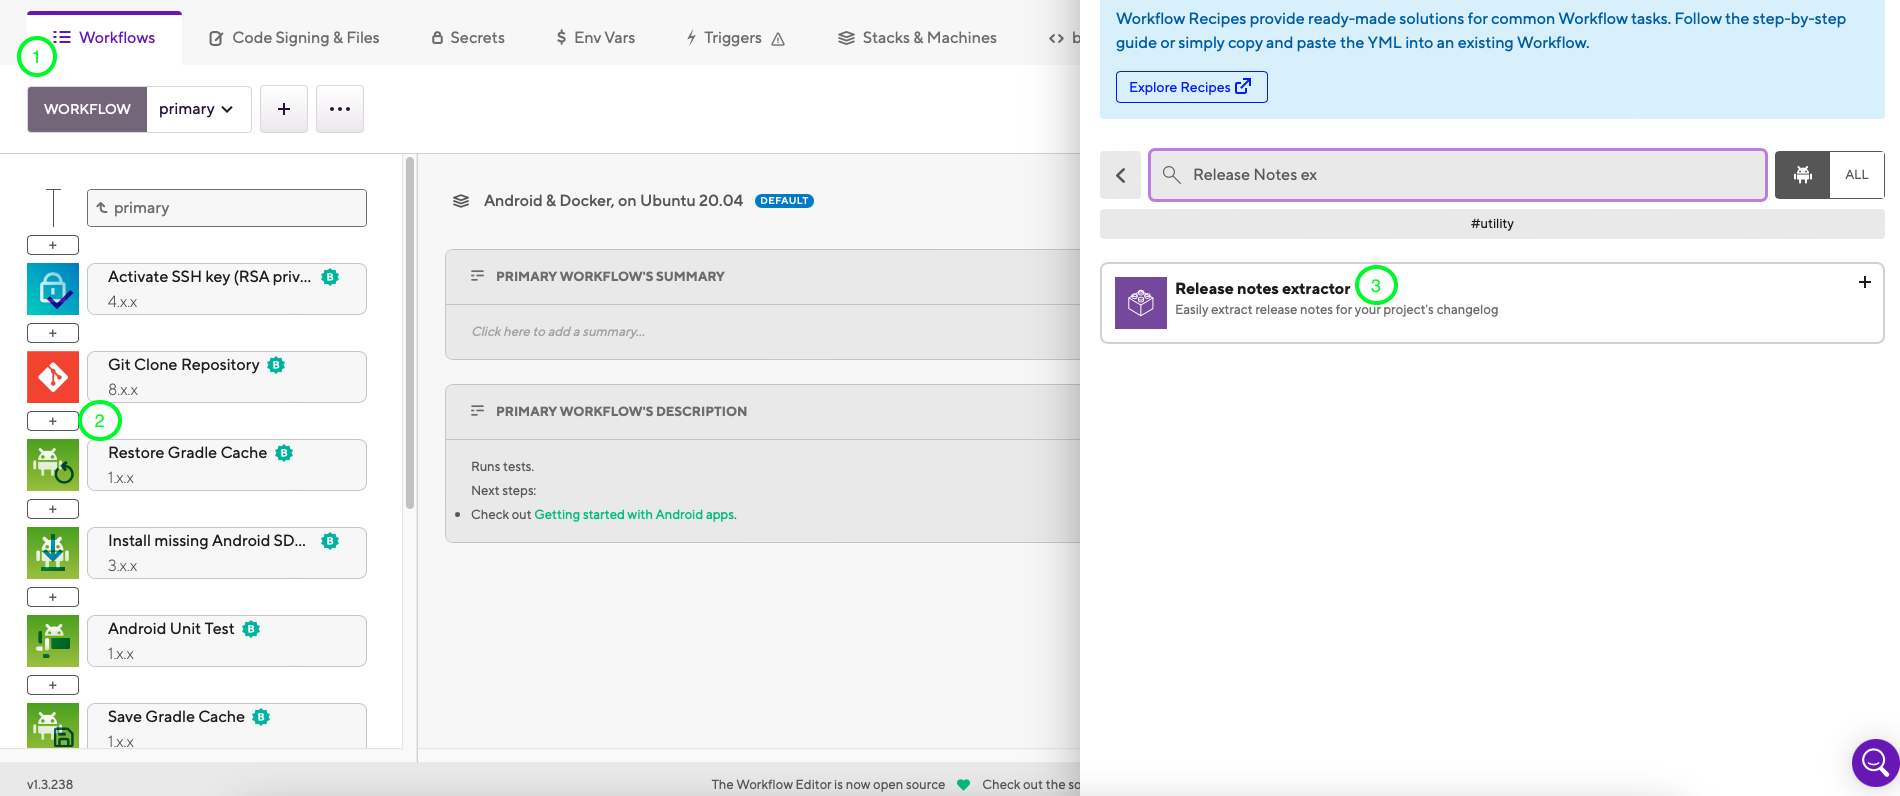 Workflows
Code Signing & Files
Secrets
$ Env Vars
Triggers
Stacks & Machines
<> b
1
WORKFLOW
primary
+
primary
+
Activate SSH key (RSA priv...
B
4.x.x
+
Git Clone Repository
B
8.x.x
+
2
Restore Gradle Cache
B
1.x.x
+
Install missing Android SD...
B
3.x.x
+
Android Unit Test
B
1.x.x
+
Save Gradle Cache
B
1.x.x
Android & Docker, on Ubuntu 20.04
DEFAULT
PRIMARY WORKFLOW'S SUMMARY
Click here to add a summary...
PRIMARY WORKFLOW'S DESCRIPTION
Runs tests.
Next steps:
• Check out Getting started with Android apps.
v1.3.238
The Workflow Editor is now open source
Check out the so
Workflow Recipes provide ready-made solutions for common Workflow tasks. Follow the step-by-step
guide or simply copy and paste the YML into an existing Workflow.
Explore Recipes
Release Notes ex
ALL
#utility
Release notes extractor
3
+
Easily extract release notes for your project's changelog